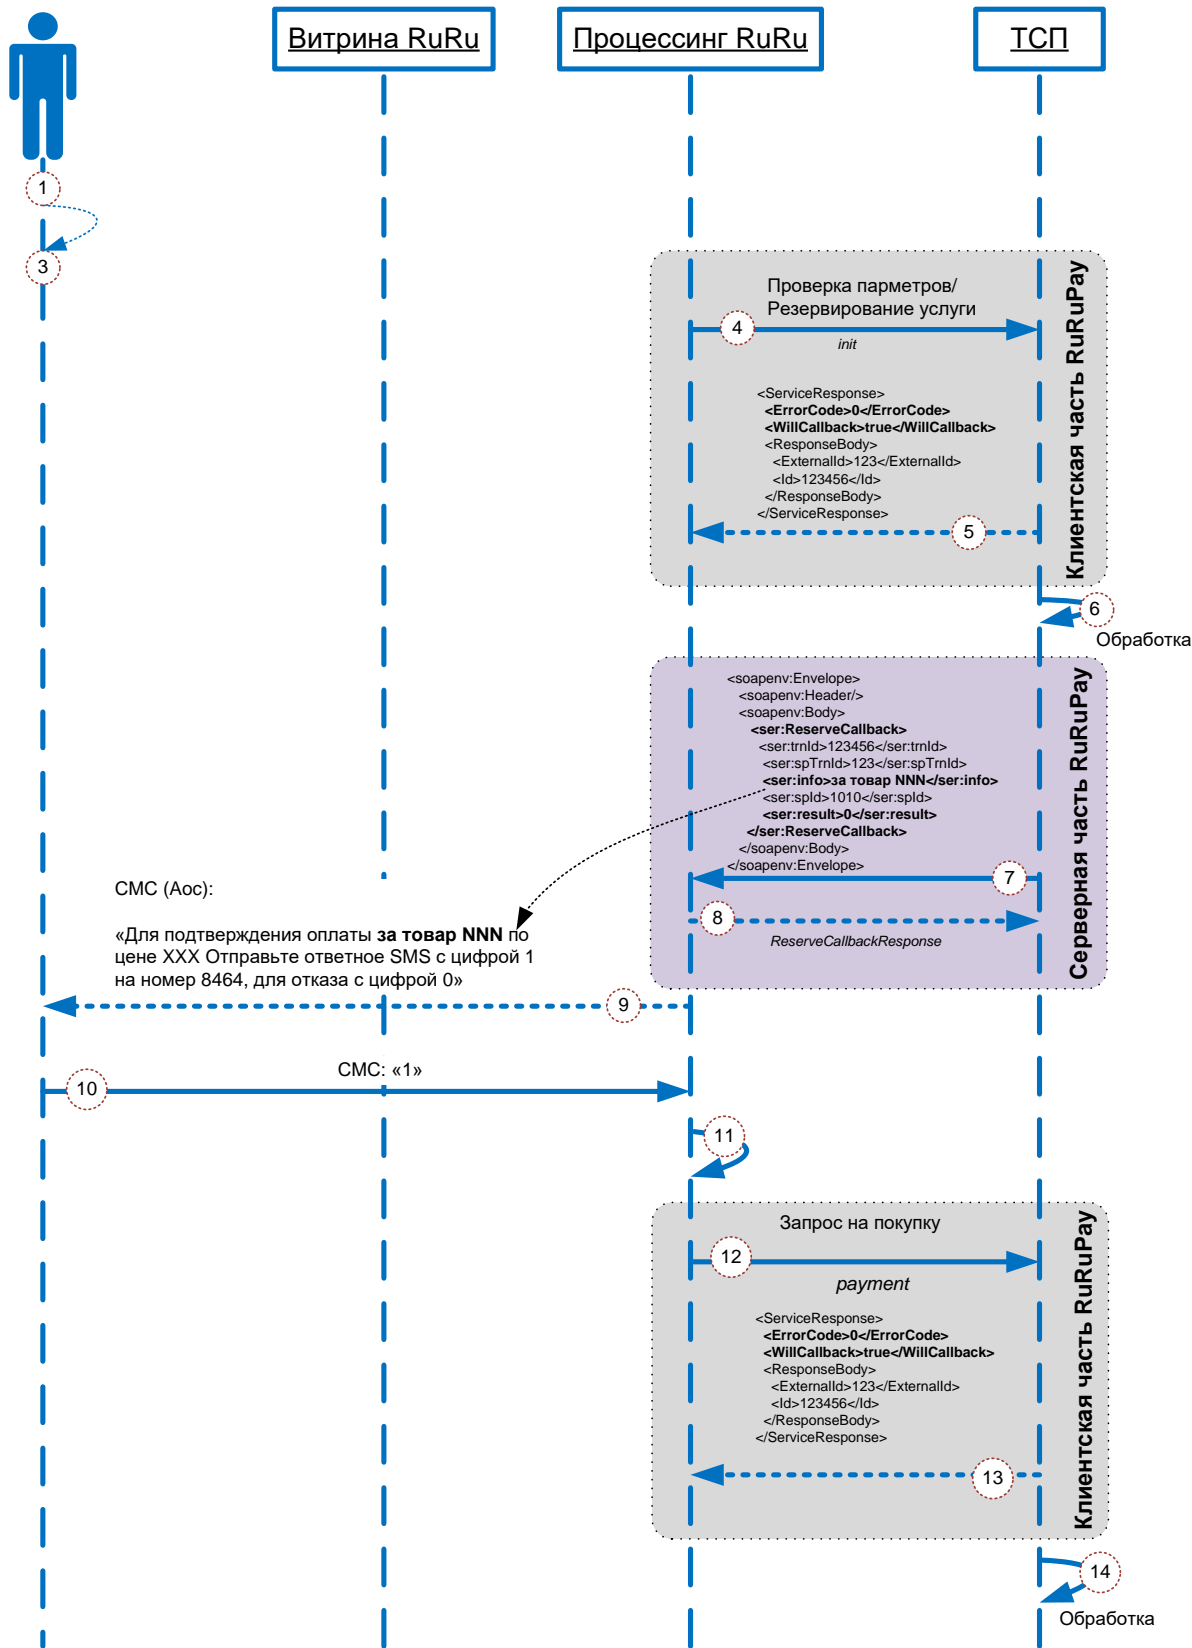 Витрина RuRu
Процессинг RuRu
ТСП
1
3
Клиентская часть RuRuPay
Проверка парметров/
Резервирование услуги
4
init
<ServiceResponse>
<ErrorCode>0</ErrorCode>
<WillCallback>true</WillCallback>
<ResponseBody>
<ExternalId>123</ExternalId>
<Id>123456</Id>
</ResponseBody>
</ServiceResponse>
5
6
Обработка
Серверная часть RuRuPay
<soapenv:Envelope>
<soapenv:Header/>
<soapenv:Body>
<ser:ReserveCallback>
<ser:trnId>123456</ser:trnId>
<ser:spTrnId>123</ser:spTrnId>
<ser:info>за товар NNN</ser:info>
<ser:spId>1010</ser:spId>
<ser:result>0</ser:result>
</ser:ReserveCallback>
</soapenv:Body>
</soapenv:Envelope>
7
8
ReserveCallbackResponse
СМС (Аос):
«Для подтверждения оплаты за товар NNN по
цене XXX Отправьте ответное SMS с цифрой 1
на номер 8464, для отказа с цифрой 0»
9
СМС: «1»
10
11
Клиентская часть RuRuPay
Запрос на покупку
12
payment
<ServiceResponse>
<ErrorCode>0</ErrorCode>
<WillCallback>true</WillCallback>
<ResponseBody>
<ExternalId>123</ExternalId>
<Id>123456</Id>
</ResponseBody>
</ServiceResponse>
13
14
Обработка